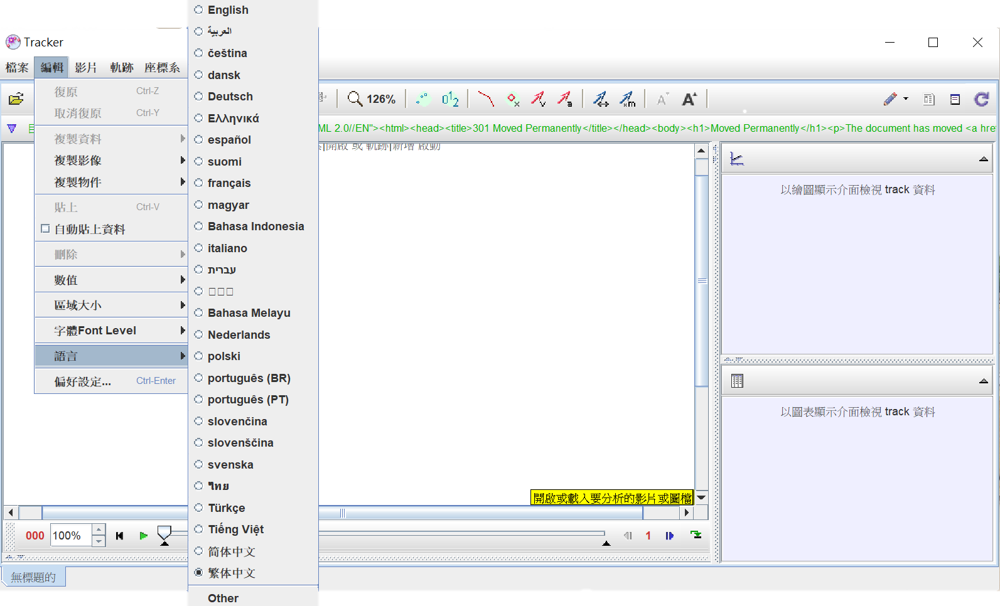 Tracker
檔案 編輯 影片 軌跡 座標系
126%
ML 2.0//EN"><html><head><title>301 Moved Permanently</title></head><body><h1>Moved Permanently</h1><p>The document has moved <a hre
開啟 或 軌跡|新增 啟動
復原 Ctrl-Z
取消復原 Ctrl-Y
複製資料
複製影像
複製物件
貼上 Ctrl-V
自動貼上資料
刪除
數值
區域大小
字體Font Level
語言
偏好設定... Ctrl-Enter
English
العربية
čeština
dansk
Deutsch
Ελληνικά
español
suomi
français
magyar
Bahasa Indonesia
italiano
עברית
Bahasa Melayu
Nederlands
polski
português (BR)
português (PT)
slovenčina
slovenščina
svenska
ไทย
Türkçe
Tiếng Việt
简体中文
繁体中文
Other
以繪圖顯示介面檢視 track 資料
以圖表顯示介面檢視 track 資料
開啟或載入要分析的影片或圖檔
000 100% 1
無標題的